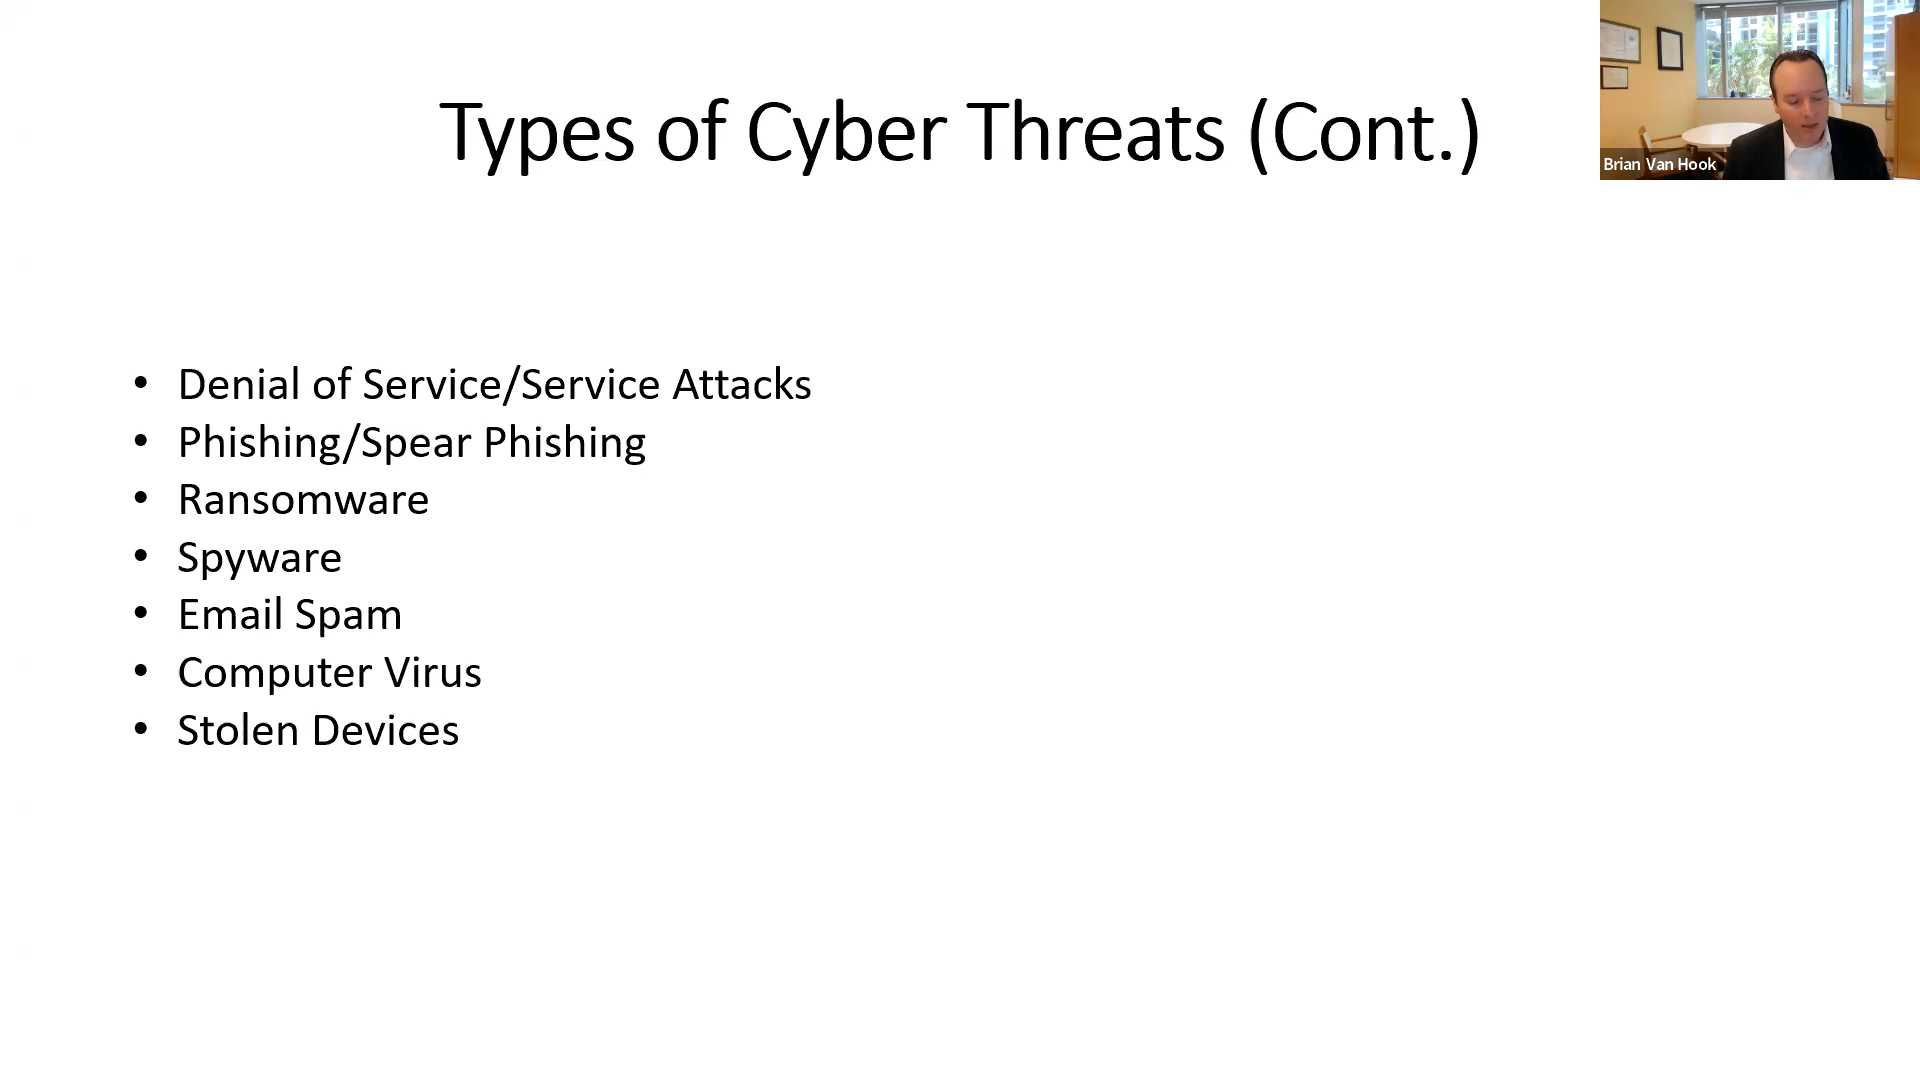 Types of Cyber Threats (Cont.)
Brian Van Hook
• Denial of Service/Service Attacks
• Phishing/Spear Phishing
• Ransomware
• Spyware
• Email Spam
• Computer Virus
• Stolen Devices